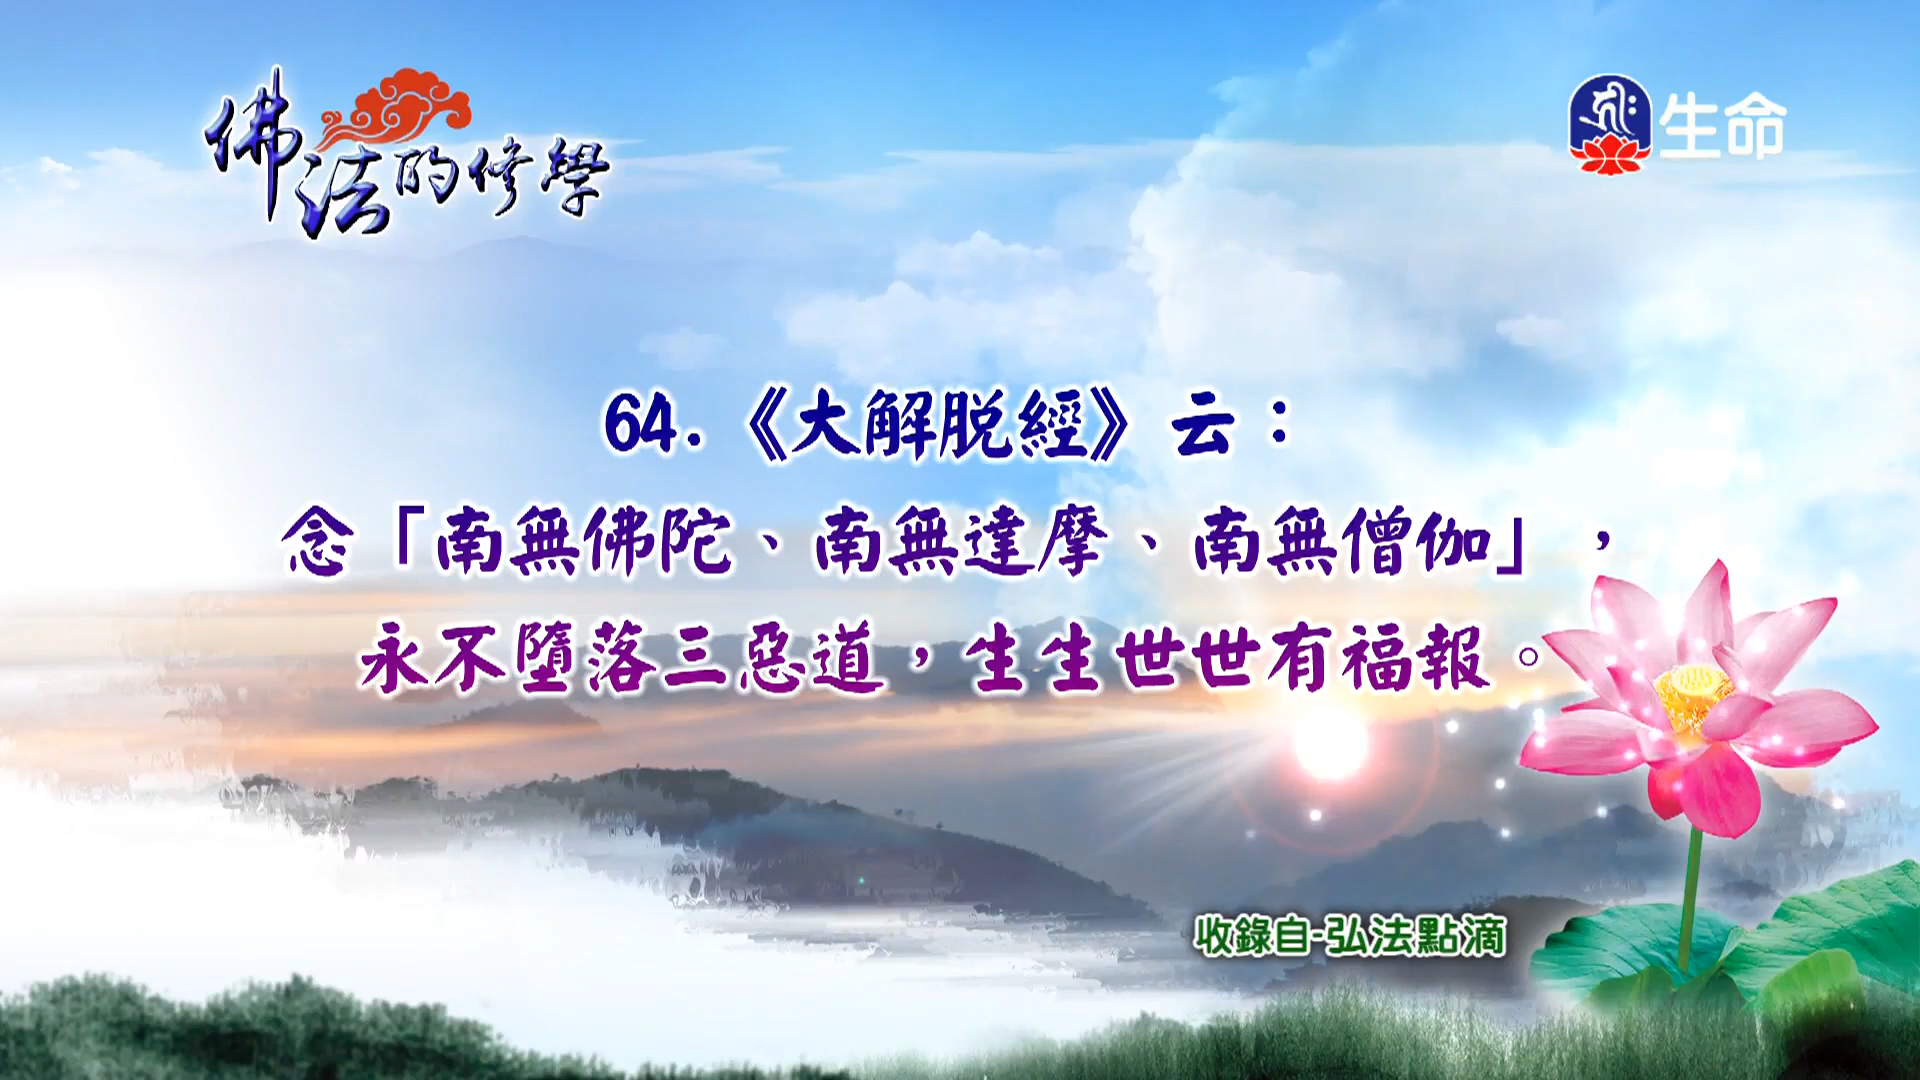 佛法的修學
生命
64.《大解脫經》云：
念「南無佛陀、南無達摩、南無僧伽」，
永不墮落三惡道，生生世世有福報。
收錄自-弘法點滴